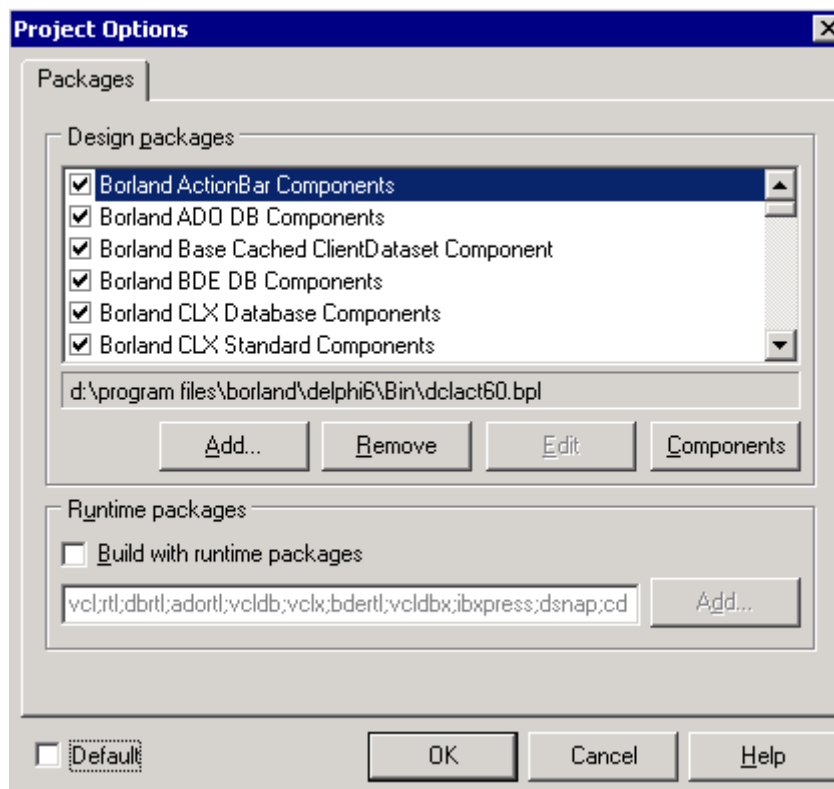 Project Options
Packages
Design packages
Borland ActionBar Components
Borland ADO DB Components
Borland Base Cached ClientDataset Component
Borland BDE DB Components
Borland CLX Database Components
Borland CLX Standard Components
d:\program files\borland\delphi6\Bin\dclact60.bpl
Add... Remove Edit Components
Runtime packages
Build with runtime packages
vcl;rtl;dbrtl;adortl;vcldb;vclx;bdertl;vcldbx;ibxpress;dsnap;cd Add...
Default OK Cancel Help